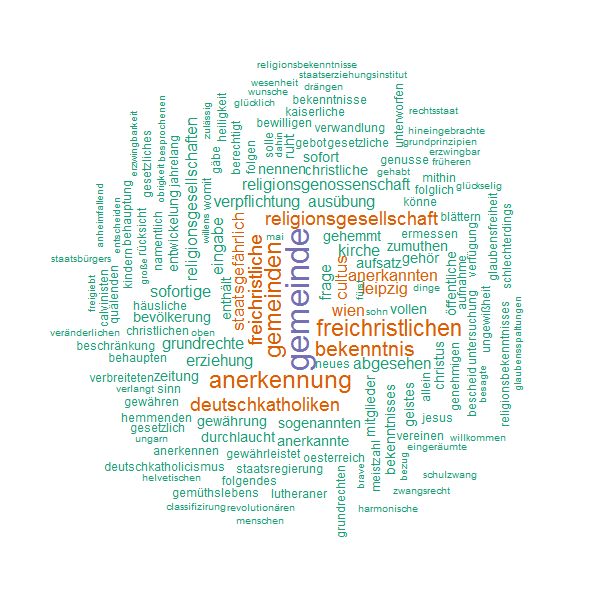 religionsbekenntnisse
staatserziehungsinstitut
wesenheit drängen
wunsche
glücklich bekenntnisse
kaiserliche
rechtsstaat
bewilligen verwandlung
unterworfen
hineingebrachte
gebot gesetzliche
grundprinzipien
erzwingbar
sofort genusse früheren
nennen christliche
gehabt mithin
religionsgenossenschaft folglich glückselig
verpflichtung ausübung könne
religionsgesellschaft blättern
gehemmt ermessen
mai kirche zumuten
aufsatz gehör
anerkannten
leipzig dinge
wien sohn vollen
freichristlichen
bekenntnis
neues abgesehen
anerkennung
deutschkatholiken
sogenannten
gewährung
durchlaucht anerkannte
gewährleistet oesterreich
staatsregierung
folgendes
lutheraner
gemüthslebens
revolutionären
menschen
classifizirung
helvetischen
deutschkatholicismus
anerkennen
ungarn
gesetzlich
hemmenden
gewähren
verlangt sinn
verbreiteten zeitung
erziehung
behaupten
beschränkung grundrechte
veränderlichen oben
christlichen
bevölkerung
häusliche
sofortige
staatsbürgers
anheimfallend
freigiebt
calvinisten
quälenden
entscheiden
kindern
behauptung
erzwingbarkeit
große
rücksicht
gesetzliches
namentlich
obrigkeit
besprochenen
entwickelung
jahrelang
religionsgesellschaften
willens
womit
zulässig
gäbe
heiligkeit
eingabe
enthält
berechtigt
staatsgefährlich
folgen
freichristliche
solle
gemeinden
dahin
ruht
gemeinde
frage
cultus
fürst
öffentliche
aufnahme
verfügung
untersuchung
ungewißheit
glaubensfreiheit
schlechterdings
religionsbekenntnisses
glaubensspaltungen
besagte
bescheid
genehmigen
christus
allein
geistes
bekenntnisses
mitglieder
meistzahl
brave
bezug
grundrechten
jesus
vereinen willkommen
eingeräumte
schulzwang
zwangsrecht
harmonische